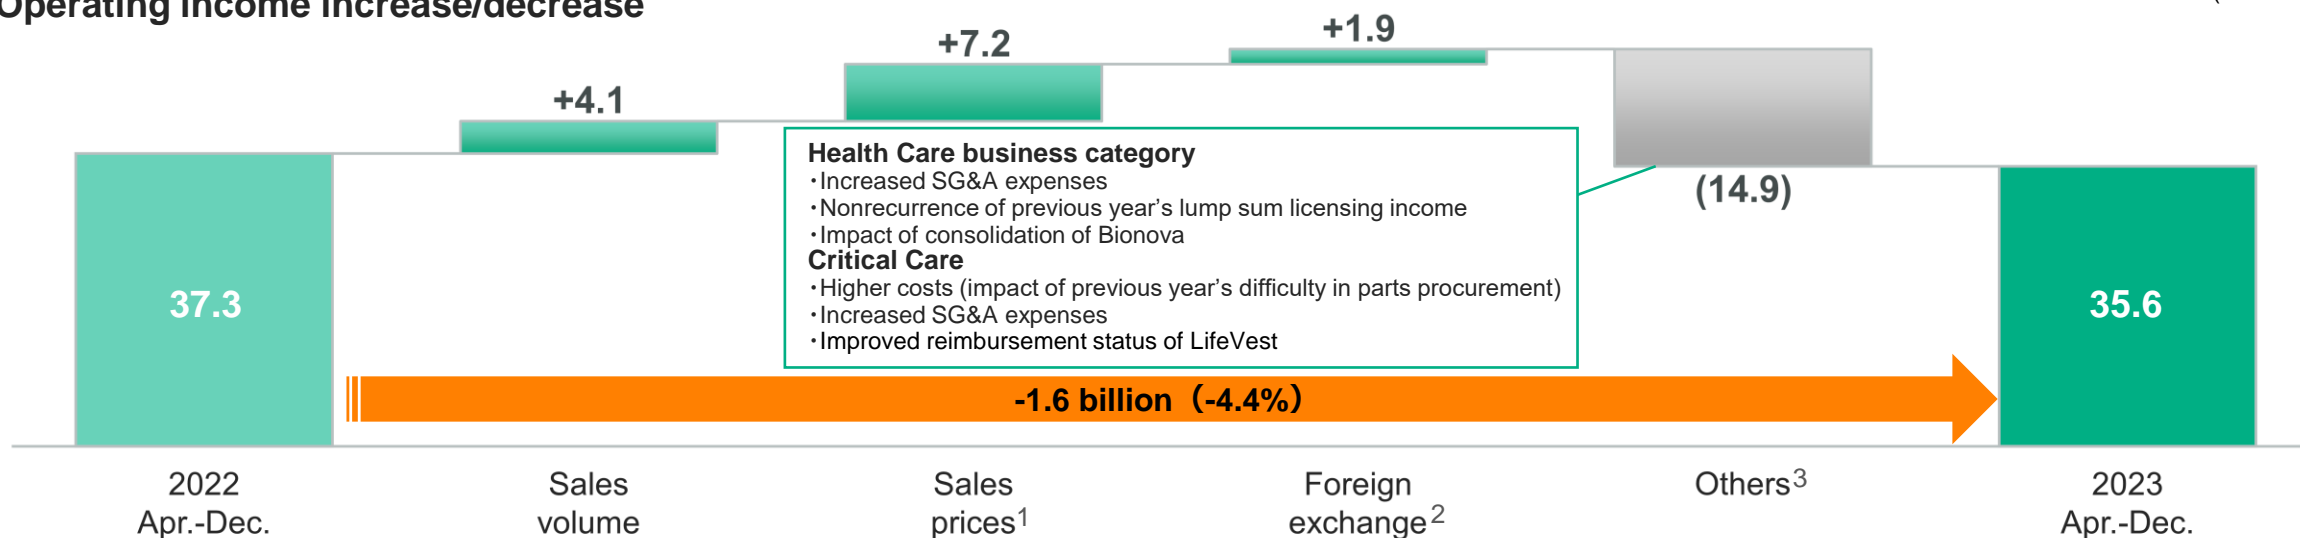 Operating income increase/decrease
(
+4.1
+7.2
+1.9
(14.9)
37.3
35.6
Health Care business category
・Increased SG&A expenses
・Nonrecurrence of previous year’s lump sum licensing income
・Impact of consolidation of Bionova
Critical Care
・Higher costs (impact of previous year’s difficulty in parts procurement)
・Increased SG&A expenses
・Improved reimbursement status of LifeVest
-1.6 billion（-4.4%）
2022
Apr.-Dec.
Sales
volume
Sales
prices1
Foreign
exchange2
Others3
2023
Apr.-Dec.